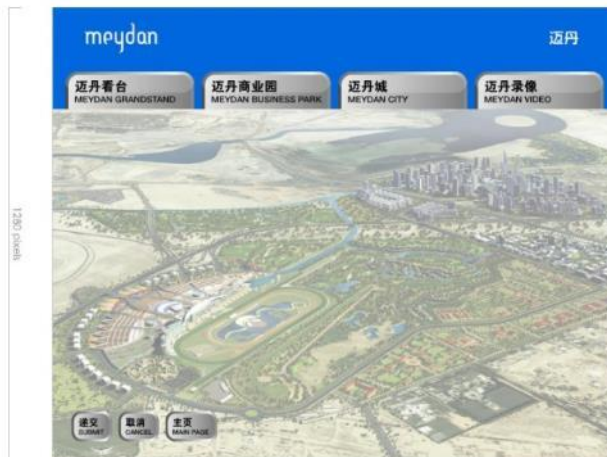 meydan
迈丹
迈丹看台
MEYDAN GRANDSTAND
迈丹商业园
MEYDAN BUSINESS PARK
迈丹城
MEYDAN CITY
迈丹录像
MEYDAN VIDEO
1280 pixels
递交
SUBMIT
取消
CANCEL
主页
MAIN PAGE